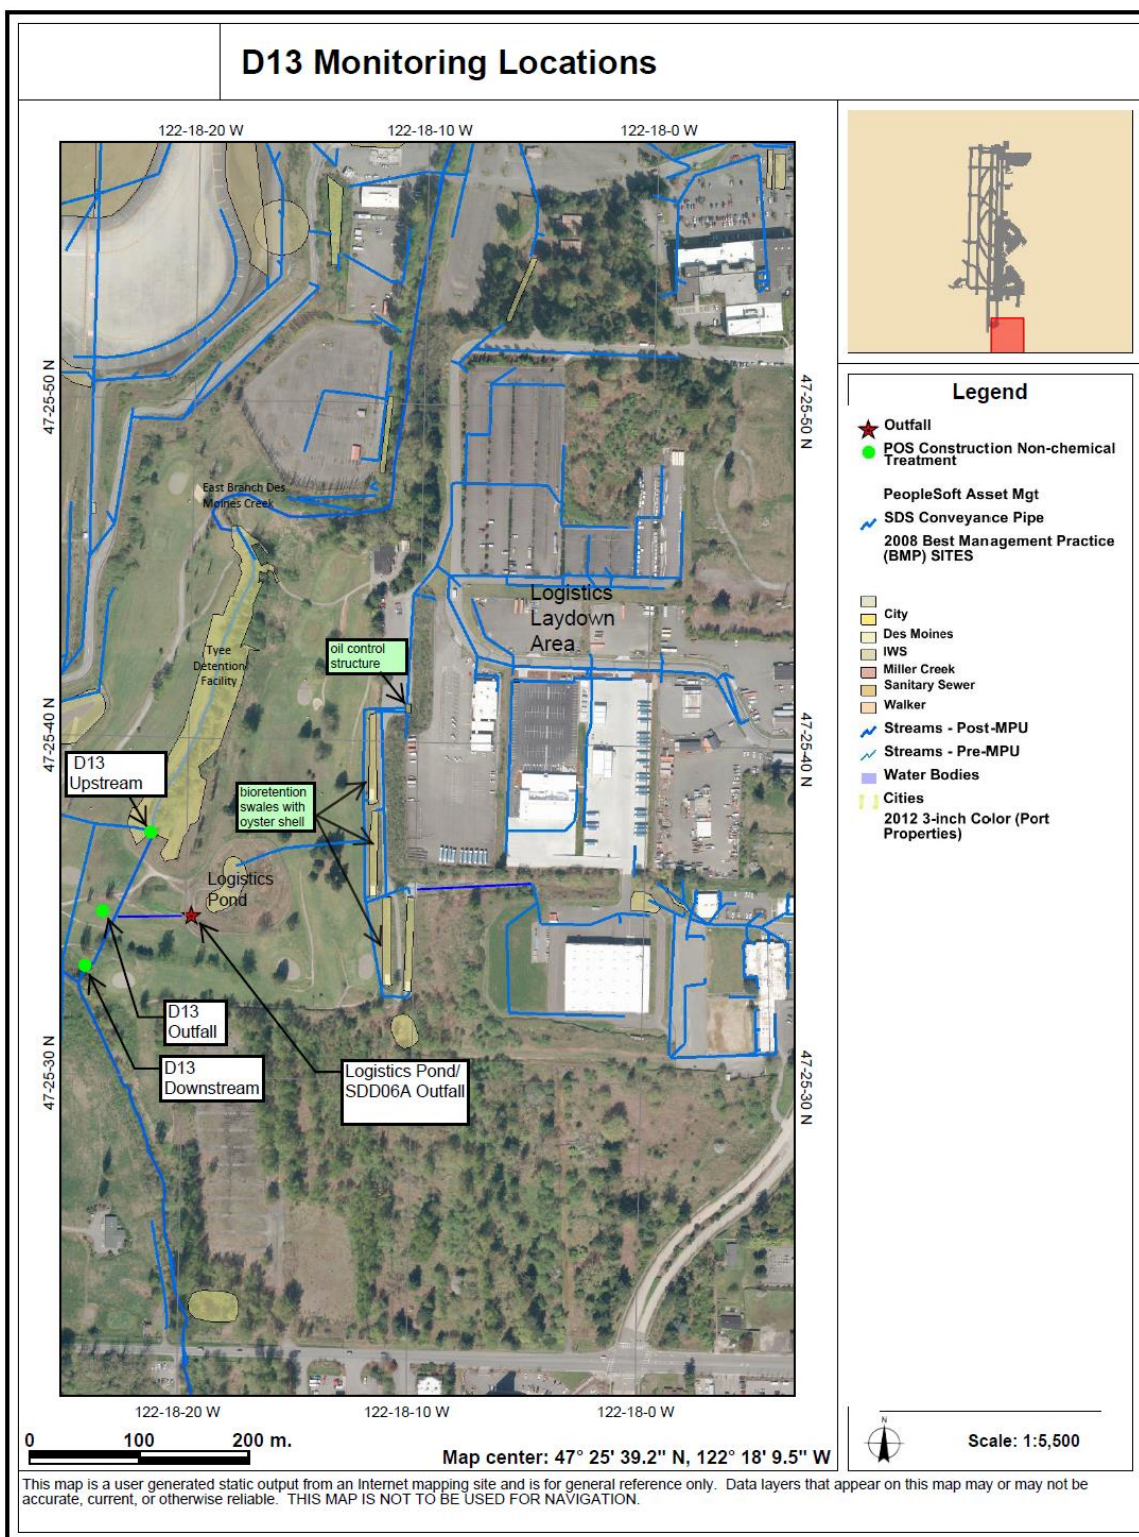 D13 Monitoring Locations
122-18-20 W
122-18-10 W
122-18-0 W
47-25-50 N
47-25-50 N
East Branch Des
Moines Creek
Logistics
Laydown
Area
oil control
structure
Tyee
Detention
Facility
47-25-40 N
47-25-40 N
D13
Upstream
bioretention
swales with
oyster shell
Logistics
Pond
D13
Outfall
D13
Downstream
Logistics Pond/
SDD06A Outfall
47-25-30 N
47-25-30 N
122-18-20 W
122-18-10 W
122-18-0 W
0
100
200 m.
Map center: 47° 25' 39.2" N, 122° 18' 9.5" W
Legend
Outfall
POS Construction Non-chemical
Treatment
PeopleSoft Asset Mgt
SDS Conveyance Pipe
2008 Best Management Practice
(BMP) SITES
City
Des Moines
IWS
Miller Creek
Sanitary Sewer
Walker
Streams - Post-MPU
Streams - Pre-MPU
Water Bodies
Cities
2012 3-inch Color (Port
Properties)
N
Scale: 1:5,500
This map is a user generated static output from an Internet mapping site and is for general reference only. Data layers that appear on this map may or may not be
accurate, current, or otherwise reliable. THIS MAP IS NOT TO BE USED FOR NAVIGATION.